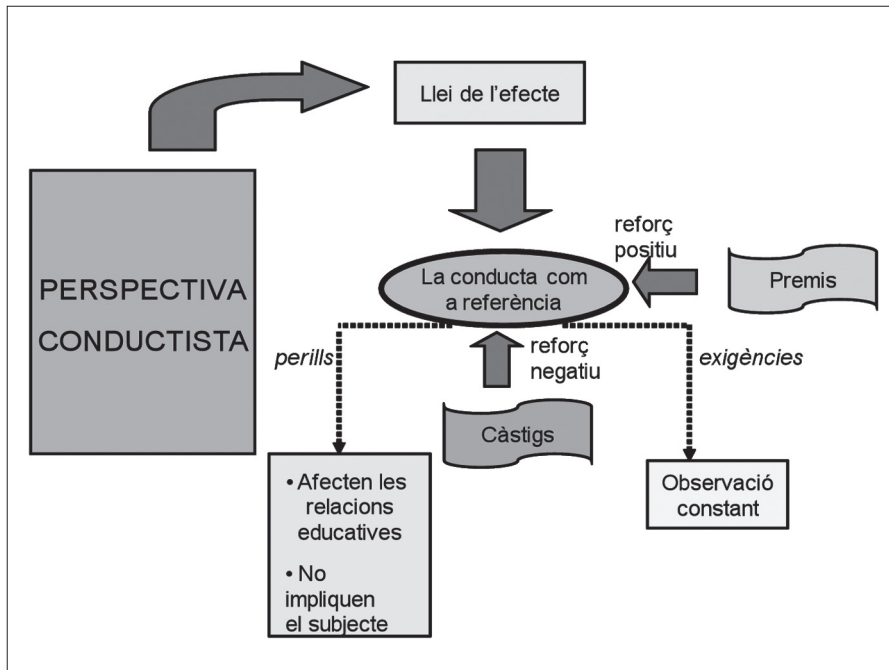 Llei de l'efecte
PERSPECTIVA
CONDUCTISTA
reforç
positiu
La conducta com
a referència
Premis
perills
reforç
negatiu
exigències
Càstigs
• Afecten les
relacions
educatives
• No
impliquen
el subjecte
Observació
constant